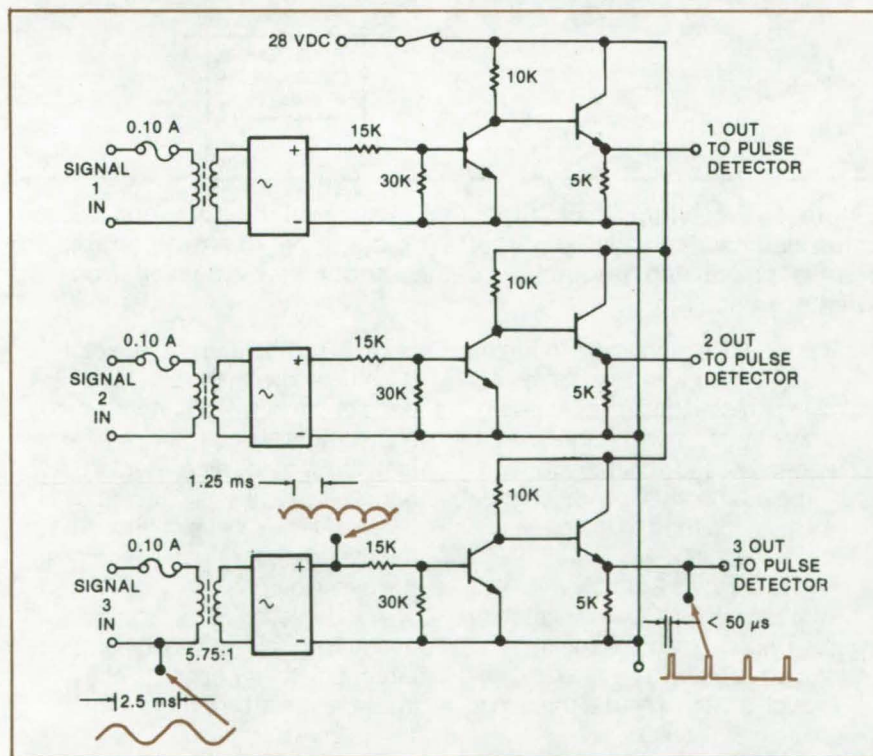 28 VDC
10K
0.10 A
15K
SIGNAL
1
IN
+
~
−
30K
5K
1 OUT
TO PULSE
DETECTOR
10K
0.10 A
15K
SIGNAL
2
IN
+
~
−
30K
5K
2 OUT
TO PULSE
DETECTOR
1.25 ms
10K
0.10 A
15K
SIGNAL
3
IN
+
~
−
30K
5K
3 OUT
TO PULSE
DETECTOR
5.75:1
< 50 µs
2.5 ms